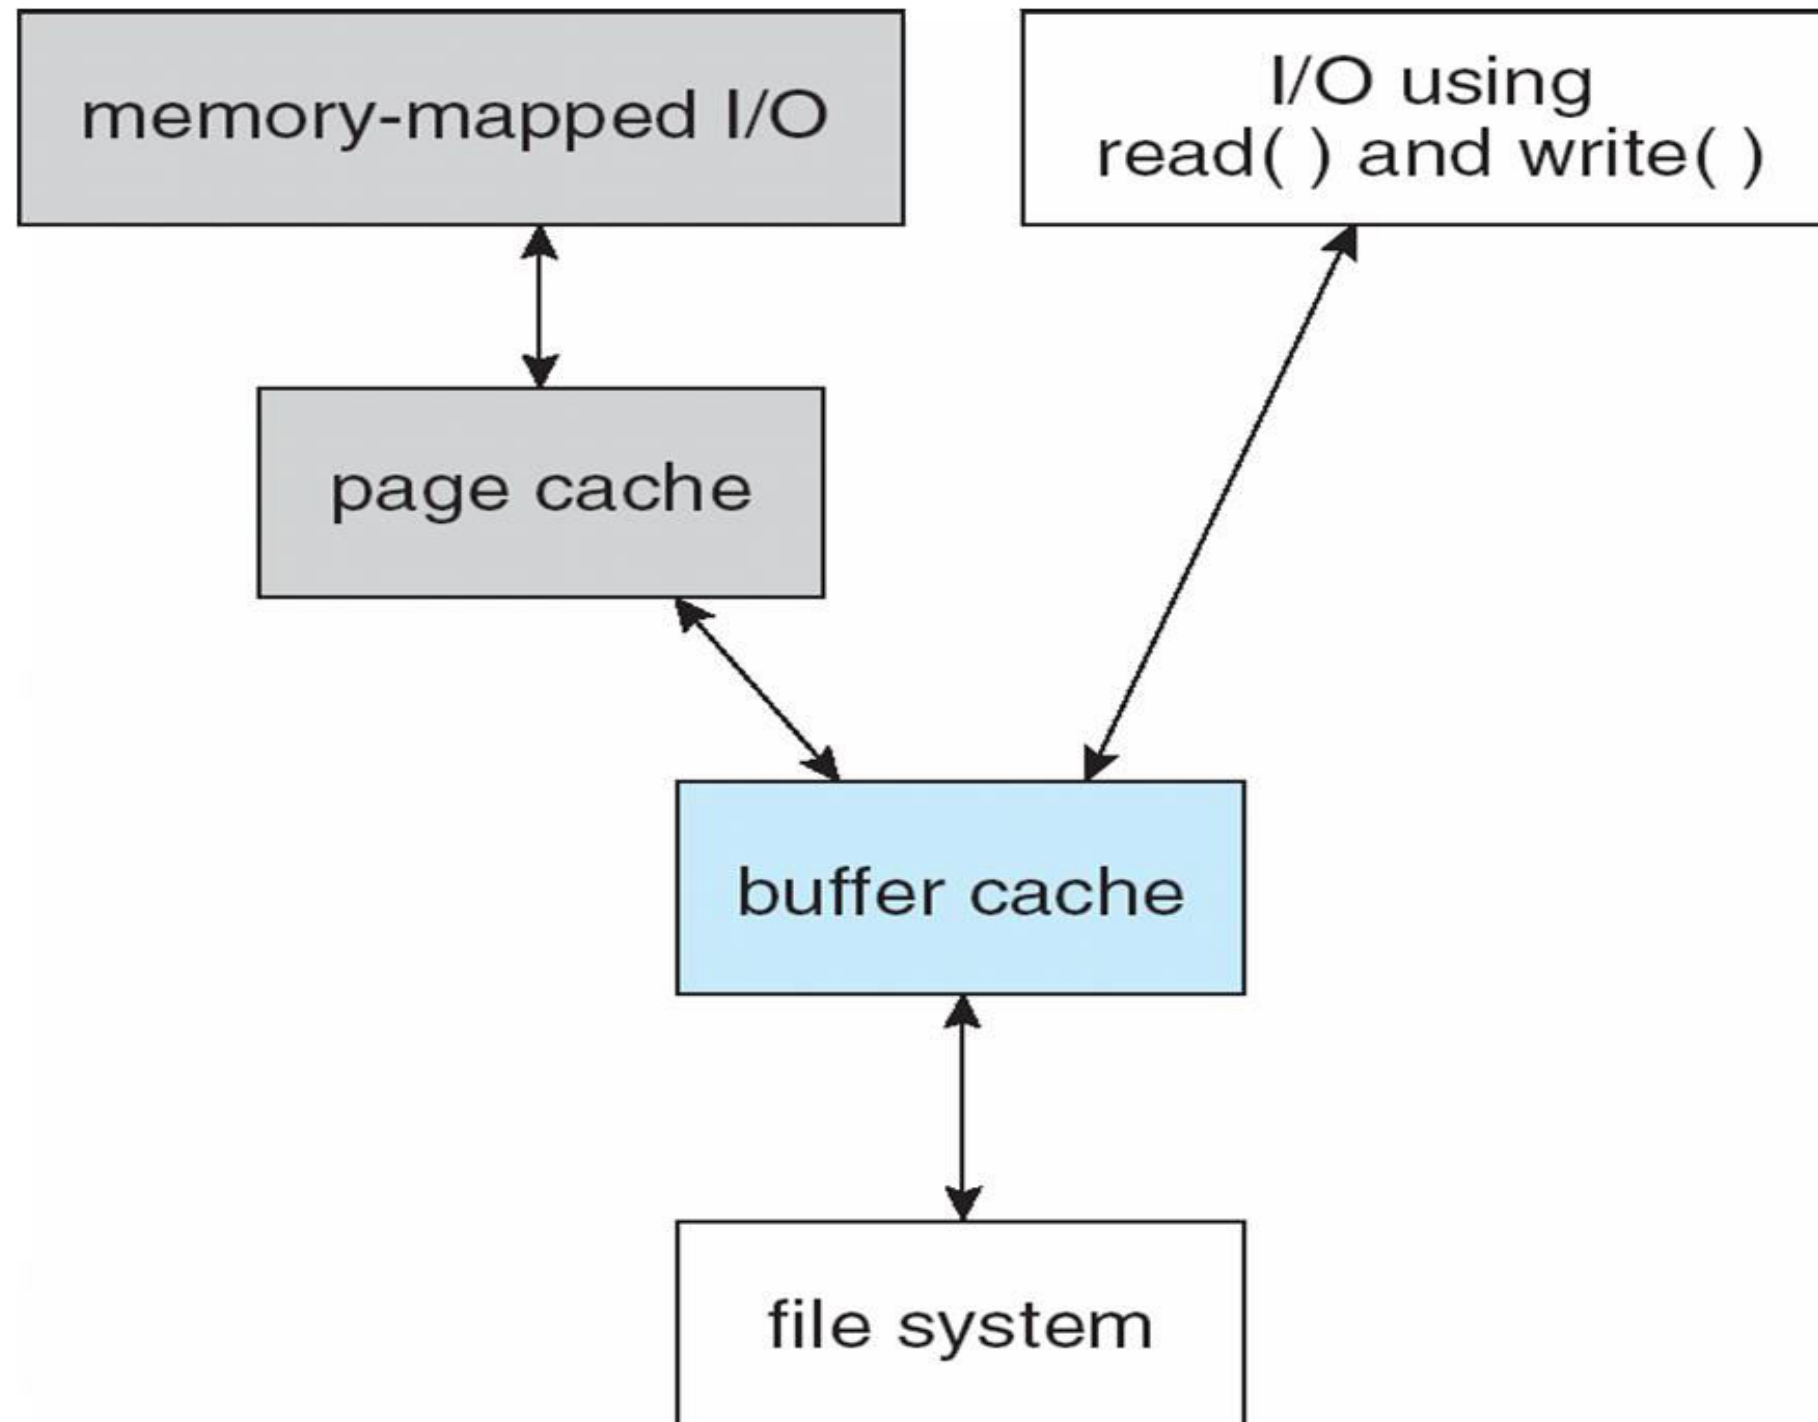 memory-mapped I/O
I/O using
read( ) and write( )
page cache
buffer cache
file system